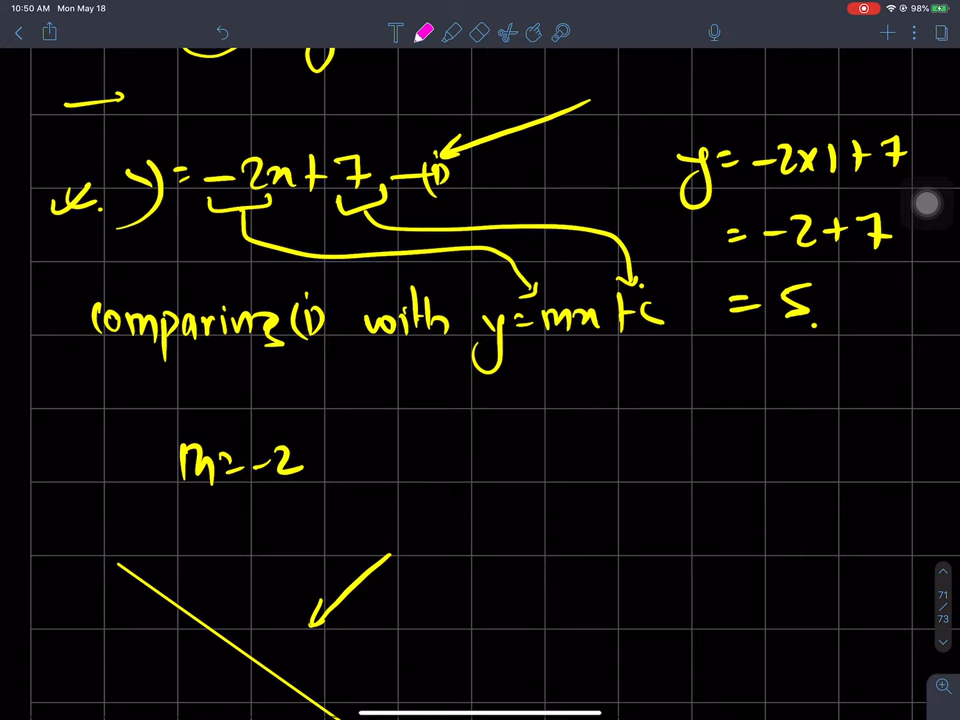 10:50 AM Mon May 18
98%
y = -2x + 7 -(i)
y = -2x1+7
= -2+7
= 5.
comparing (i) with y=mx+c
m = -2
71
73